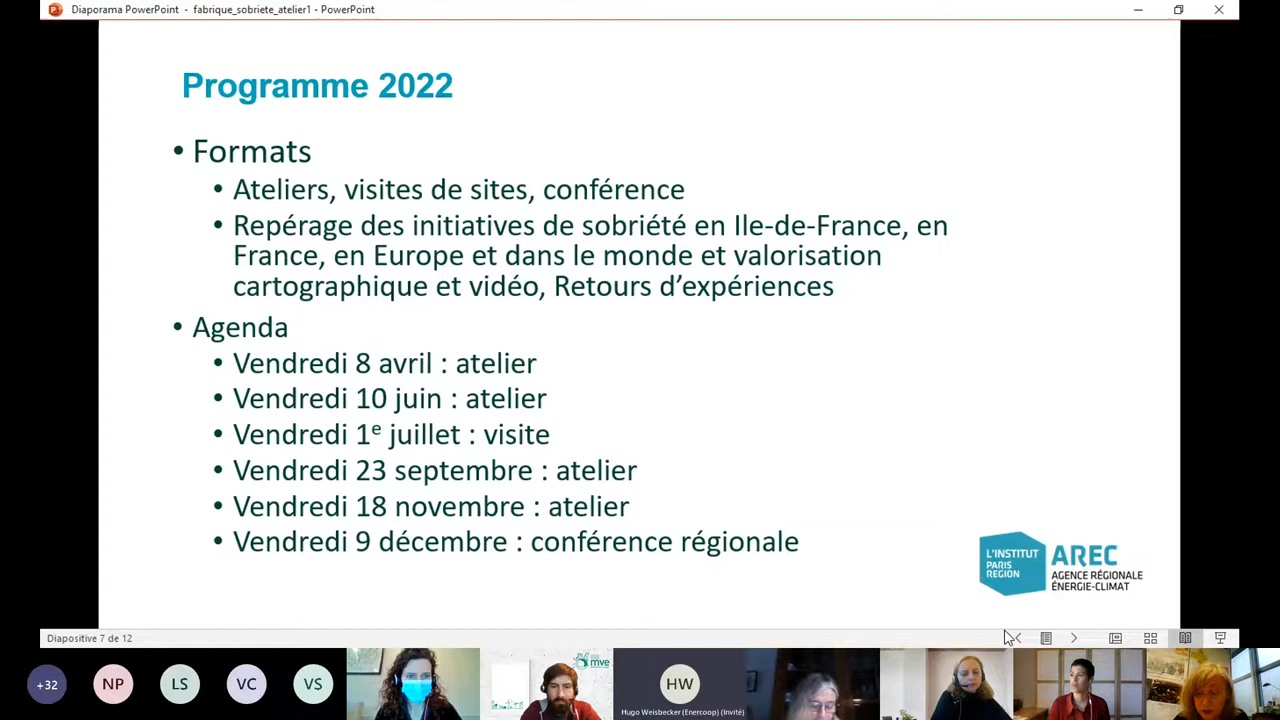 Diaporama PowerPoint - fabrique_sobriete_atelier1 - PowerPoint
Programme 2022
• Formats
• Ateliers, visites de sites, conférence
• Repérage des initiatives de sobriété en Ile-de-France, en
France, en Europe et dans le monde et valorisation
cartographique et vidéo, Retours d’expériences
• Agenda
• Vendredi 8 avril : atelier
• Vendredi 10 juin : atelier
• Vendredi 1e juillet : visite
• Vendredi 23 septembre : atelier
• Vendredi 18 novembre : atelier
• Vendredi 9 décembre : conférence régionale
L'INSTITUT
PARIS
REGION
AREC
AGENCE RÉGIONALE
ÉNERGIE-CLIMAT
Diapositive 7 de 12
+32
NP
LS
VC
VS
mve
HW
Hugo Weisbecker (Enercoop) (Invité)